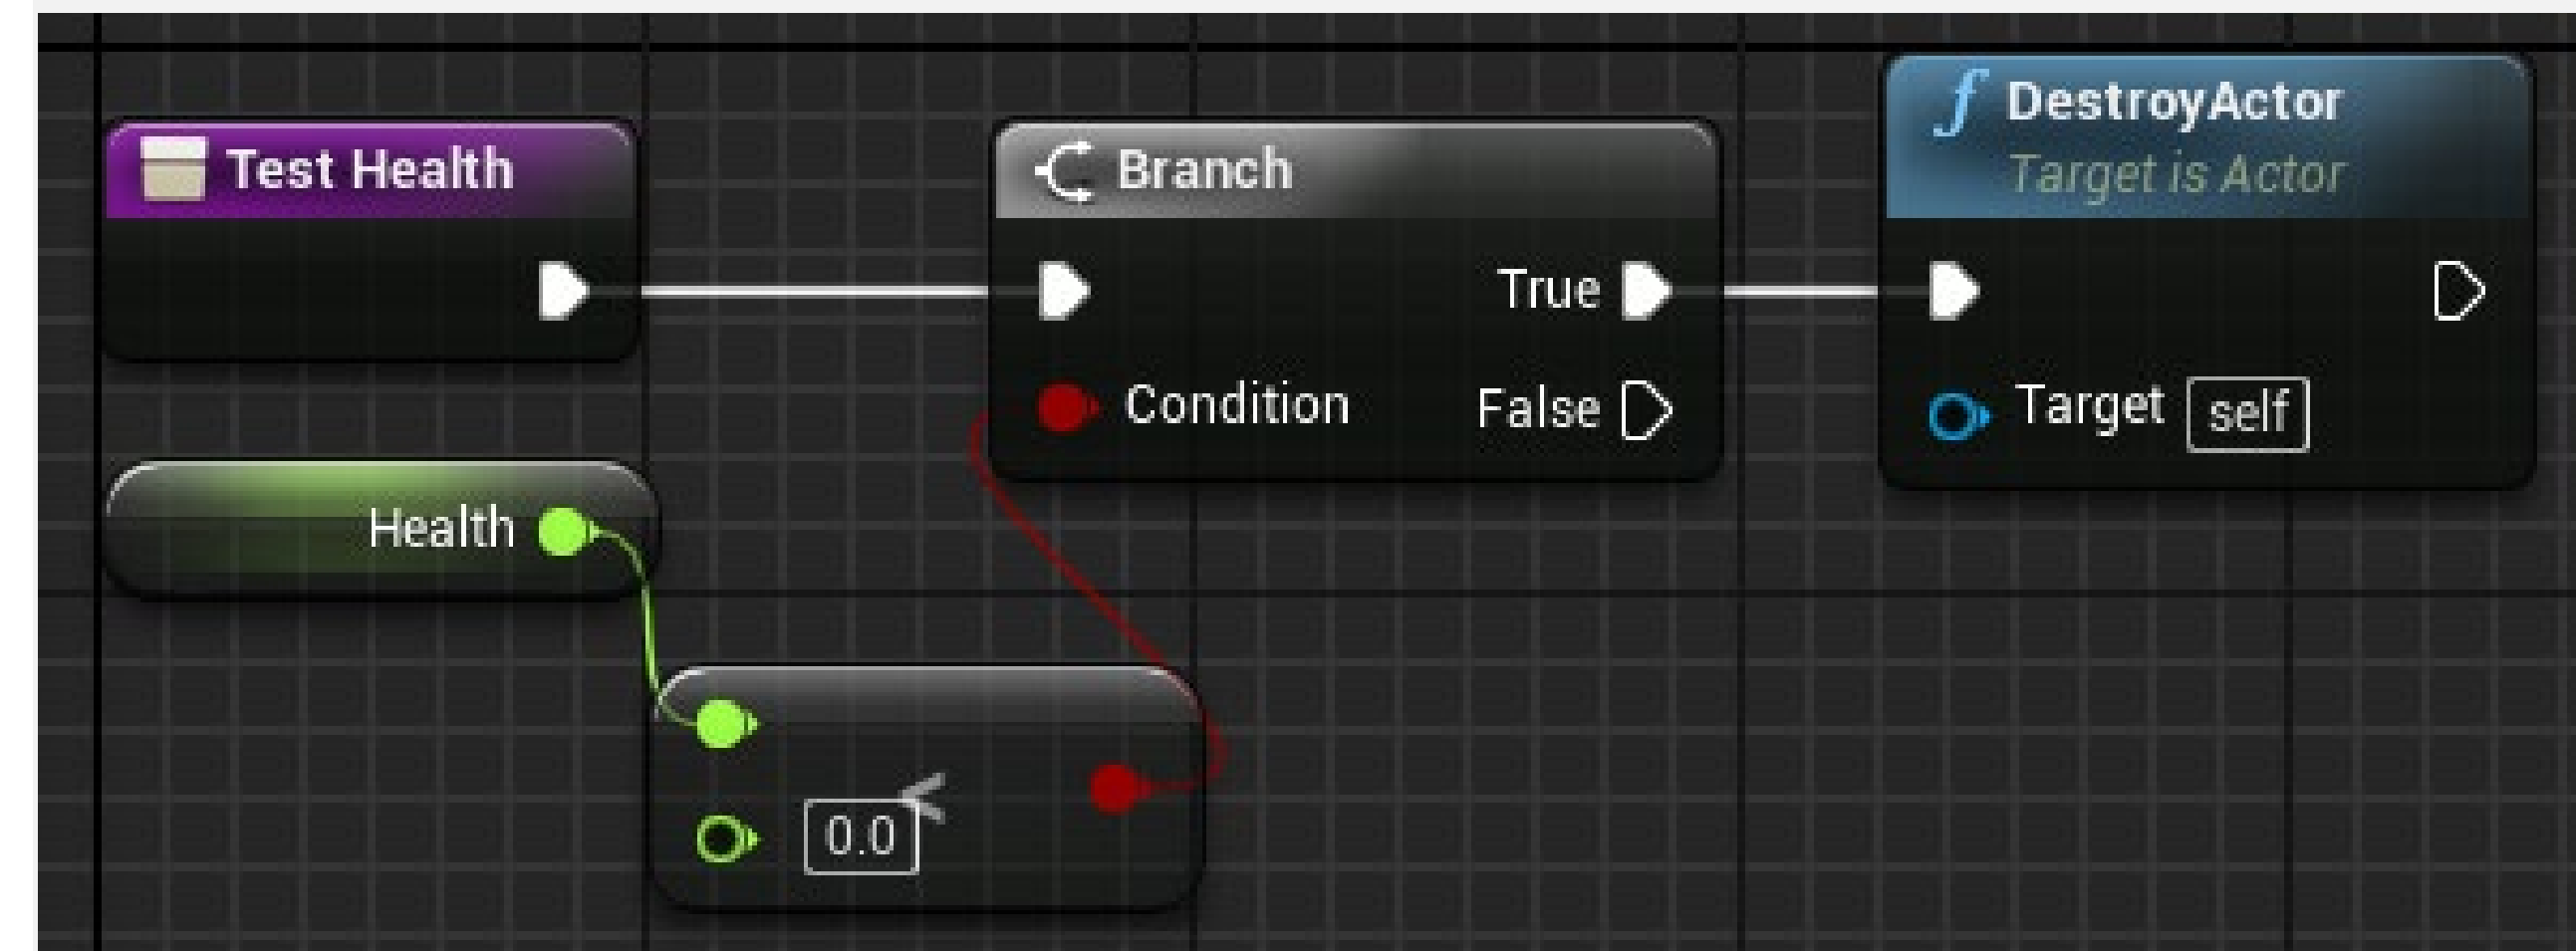 Test Health
Branch
True
Condition
False
DestroyActor
Target is Actor
Target self
Health
<
0.0